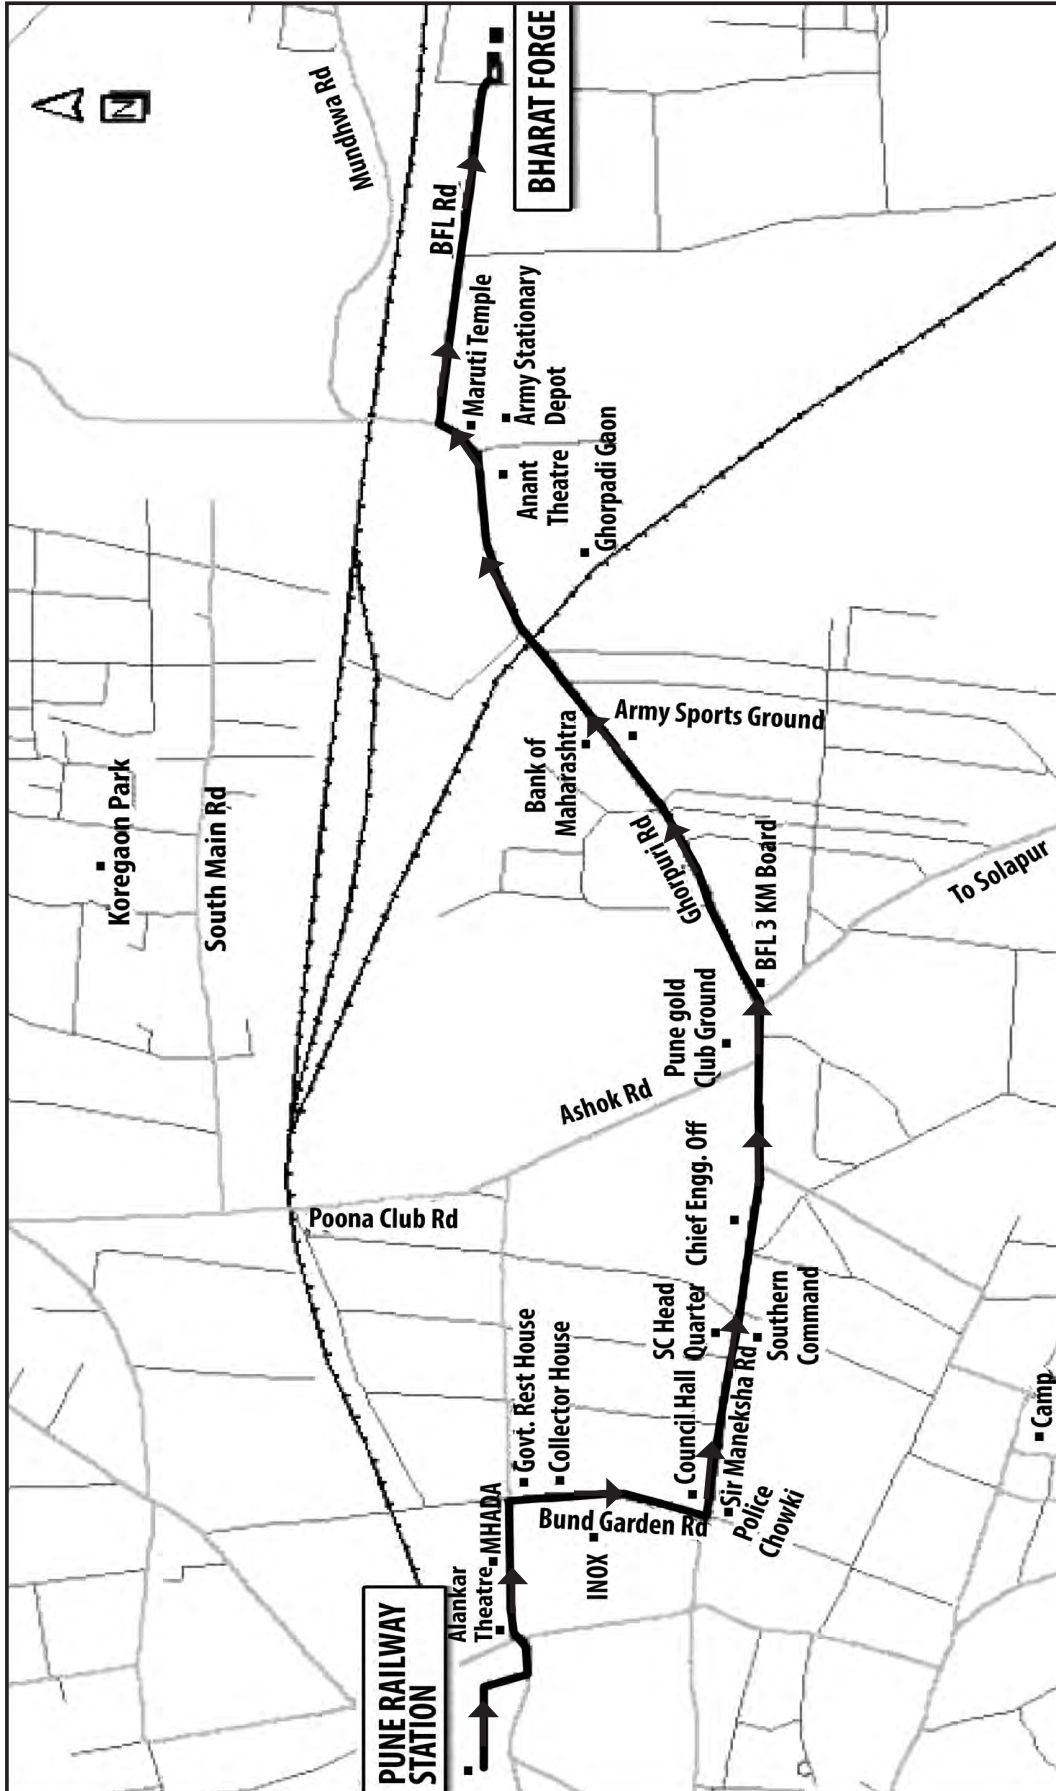 N
Mundhwa Rd
BHARAT FORGE
BFL Rd
Maruti Temple
Army Stationary
Depot
Anant
Theatre
Ghorpadi Gaon
Koregaon Park
South Main Rd
Bank of
Maharashtra
Army Sports Ground
Ghorpuri Rd
BFL 3 KM Board
To Solapur
Pune gold
Club Ground
Ashok Rd
Chief Engg. Off
Poona Club Rd
SC Head
Quarter
Southern
Command
Govt. Rest House
Collector House
Council Hall
Sir Maneksha Rd
Police
Chowki
Camp
Bund Garden Rd
INOX
MHADA
Alankar
Theatre
PUNE RAILWAY
STATION